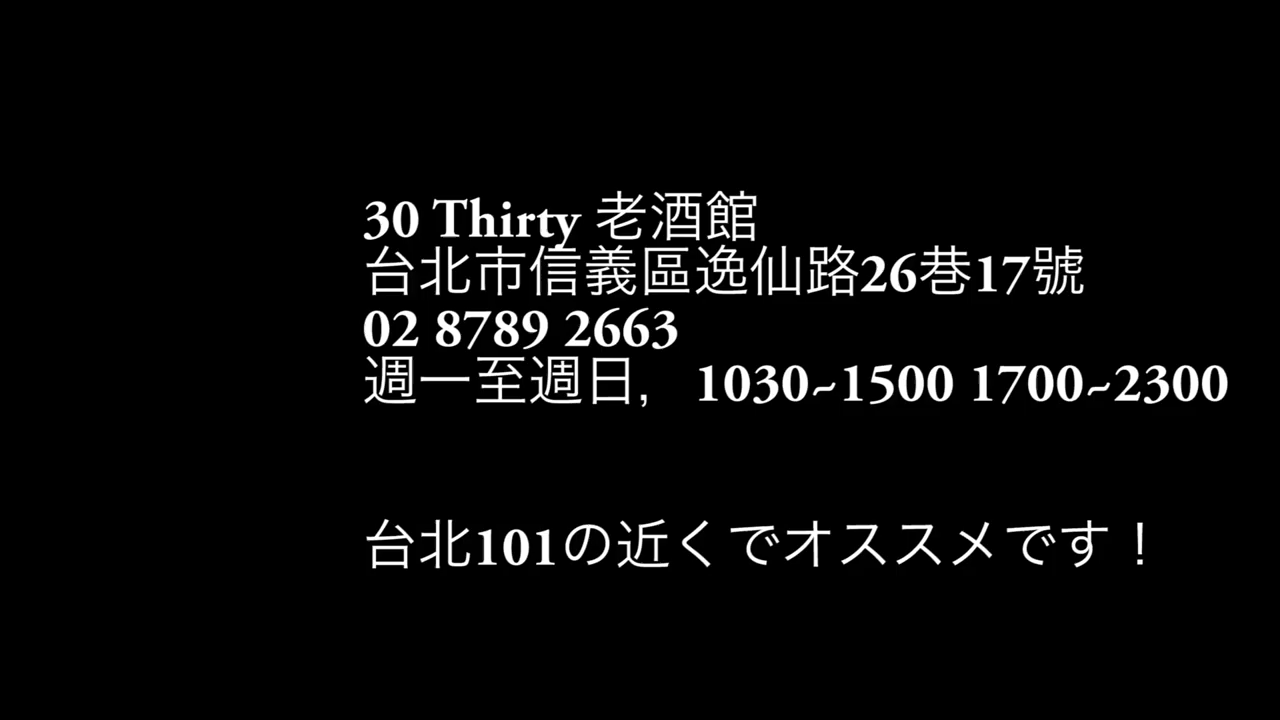 30 Thirty 老酒館
台北市信義區逸仙路26巷17號
02 8789 2663
週一至週日，1030~1500 1700~2300
台北101の近くでオススメです！